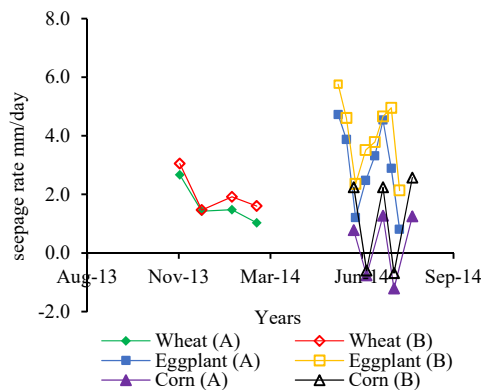 8.0
6.0
4.0
2.0
0.0
-2.0
seepage rate mm/day
Aug-13 Nov-13 Mar-14 Jun-14 Sep-14
Years
Wheat (A) Wheat (B)
Eggplant (A) Eggplant (B)
Corn (A) Corn (B)